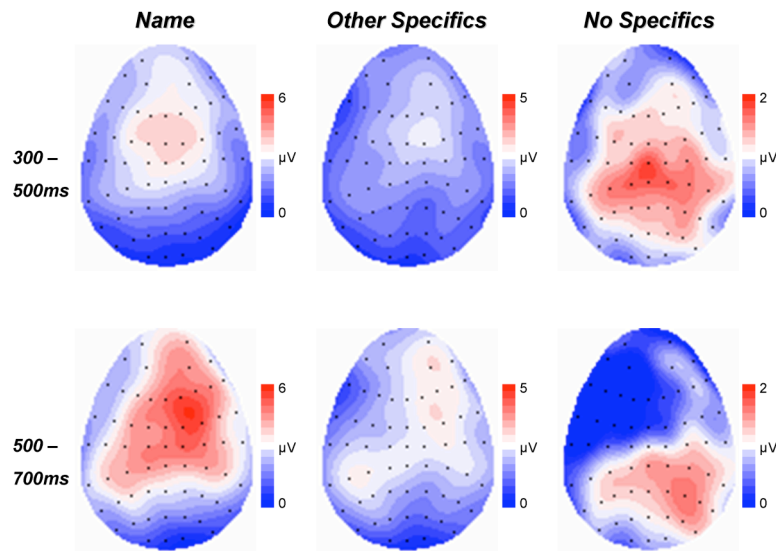 Name Other Specifics No Specifics
6 5 2
300 – µV µV µV
500ms
0 0 0
6 5 2
500 – µV µV µV
700ms
0 0 0